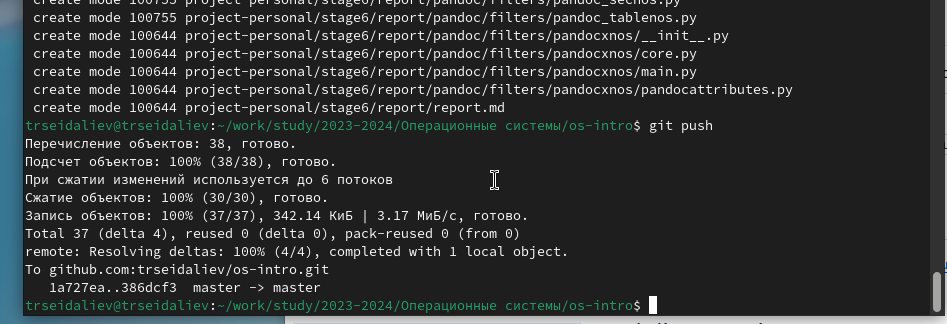 create mode 100755 project-personal/stage6/report/pandoc/filters/pandoc_secnos.py
create mode 100755 project-personal/stage6/report/pandoc/filters/pandoc_tablenos.py
create mode 100644 project-personal/stage6/report/pandoc/filters/pandocxnos/__init__.py
create mode 100644 project-personal/stage6/report/pandoc/filters/pandocxnos/core.py
create mode 100644 project-personal/stage6/report/pandoc/filters/pandocxnos/main.py
create mode 100644 project-personal/stage6/report/pandoc/filters/pandocxnos/pandocattributes.py
create mode 100644 project-personal/stage6/report/report.md
trseidaliev@trseidaliev:~/work/study/2023-2024/Операционные системы/os-intro$ git push
Перечисление объектов: 38, готово.
Подсчет объектов: 100% (38/38), готово.
При сжатии изменений используется до 6 потоков
Сжатие объектов: 100% (30/30), готово.
Запись объектов: 100% (37/37), 342.14 КиБ | 3.17 МиБ/с, готово.
Total 37 (delta 4), reused 0 (delta 0), pack-reused 0 (from 0)
remote: Resolving deltas: 100% (4/4), completed with 1 local object.
To github.com:trseidaliev/os-intro.git
1a727ea..386dcf3  master -> master
trseidaliev@trseidaliev:~/work/study/2023-2024/Операционные системы/os-intro$